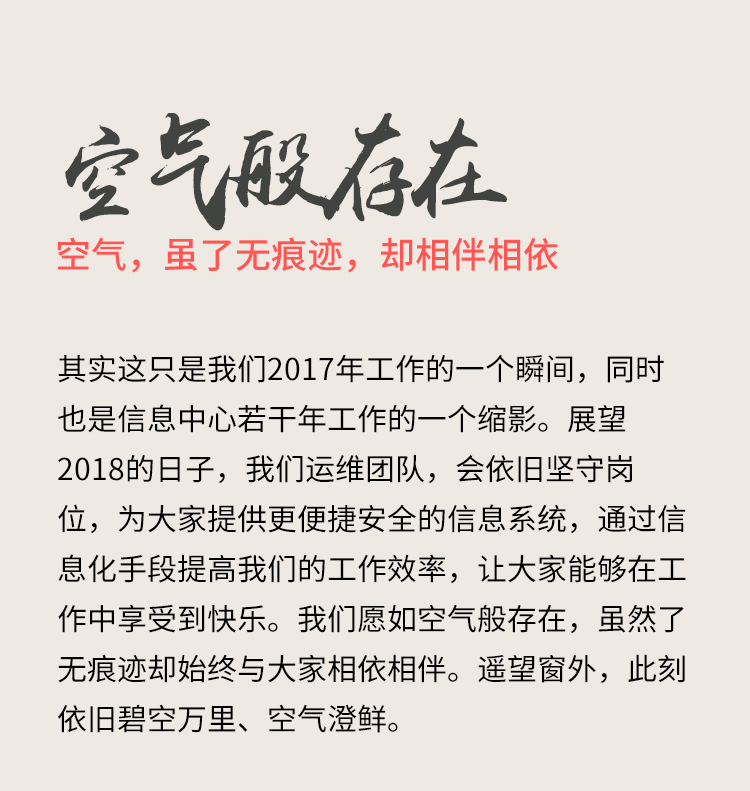 空气般存在
空气，虽了无痕迹，却相伴相依
其实这只是我们2017年工作的一个瞬间，同时
也是信息中心若干年工作的一个缩影。展望
2018的日子，我们运维团队，会依旧坚守岗
位，为大家提供更便捷安全的信息系统，通过信
息化手段提高我们的工作效率，让大家能够在工
作中享受到快乐。我们愿如空气般存在，虽然了
无痕迹却始终与大家相依相伴。遥望窗外，此刻
依旧碧空万里、空气澄鲜。